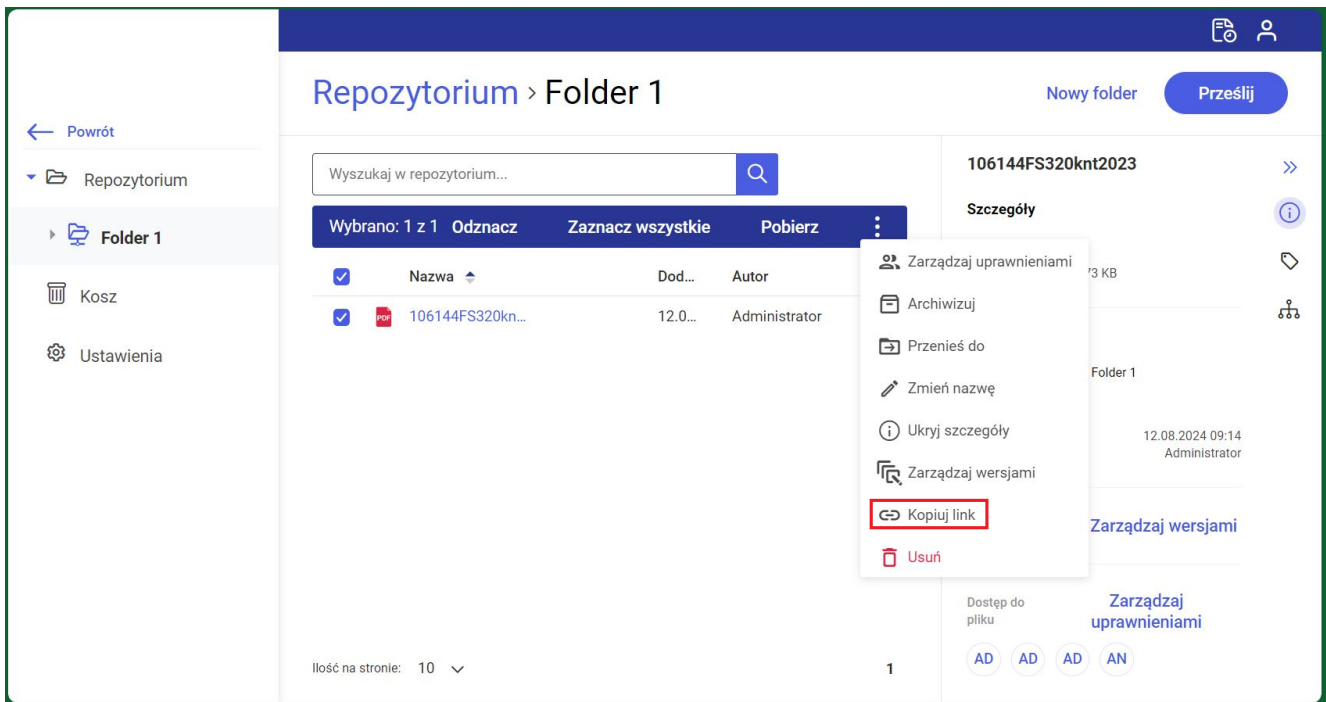 Powrót
Repozytorium
Folder 1
Kosz
Ustawienia
Repozytorium › Folder 1
Nowy folder
Prześlij
Wyszukaj w repozytorium...
Wybrano: 1 z 1 Odznacz Zaznacz wszystkie Pobierz
Nazwa Dod... Autor
PDF 106144FS320kn... 12.0... Administrator
Zarządzaj uprawnieniami
Archiwizuj
Przenieś do
Zmień nazwę
Ukryj szczegóły
Zarządzaj wersjami
Kopiuj link
Usuń
Ilość na stronie: 10
1
106144FS320knt2023
Szczegóły
73 KB
Folder 1
12.08.2024 09:14
Administrator
Zarządzaj wersjami
Dostęp do
pliku
Zarządzaj
uprawnieniami
AD AD AD AN